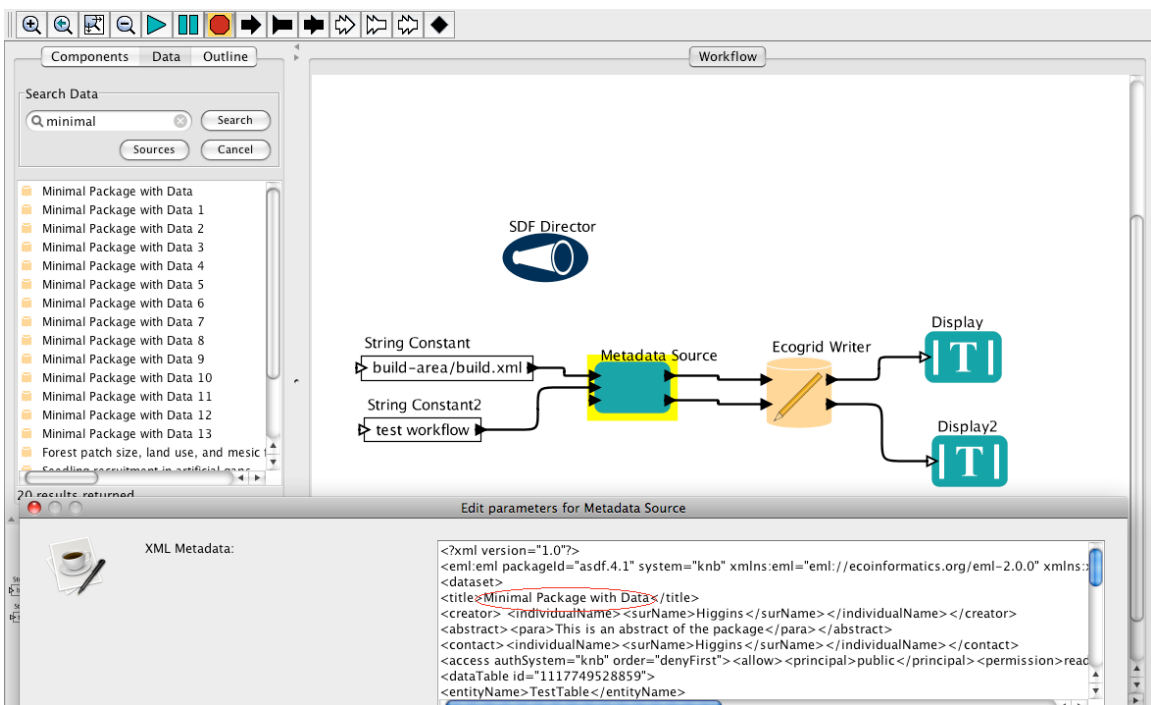 Components Data Outline
Workflow
Search Data
minimal
Search
Sources
Cancel
Minimal Package with Data
Minimal Package with Data 1
Minimal Package with Data 2
Minimal Package with Data 3
Minimal Package with Data 4
Minimal Package with Data 5
Minimal Package with Data 6
Minimal Package with Data 7
Minimal Package with Data 8
Minimal Package with Data 9
Minimal Package with Data 10
Minimal Package with Data 11
Minimal Package with Data 12
Minimal Package with Data 13
Forest patch size, land use, and mesic
Seedling recruitment in artificial gaps
20 results returned
SDF Director
String Constant
build-area/build.xml
String Constant2
test workflow
Metadata Source
Ecogrid Writer
Display
T
Display2
T
Edit parameters for Metadata Source
XML Metadata:
<?xml version="1.0"?>
<eml:eml packageId="asdf.4.1" system="knb" xmlns:eml="eml://ecoinformatics.org/eml-2.0.0" xmlns:
<dataset>
<title>Minimal Package with Data</title>
<creator> <individualName><surName>Higgins</surName></individualName></creator>
<abstract><para>This is an abstract of the package</para></abstract>
<contact><individualName><surName>Higgins</surName></individualName></contact>
<access authSystem="knb" order="denyFirst"><allow><principal>public</principal><permission>read
<dataTable id="1117749528859">
<entityName>TestTable</entityName>